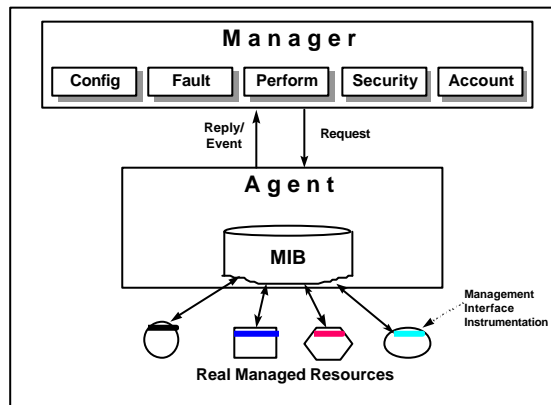 Manager
Config Fault Perform Security Account
Reply/
Event
Request
Agent
MIB
Management
Interface
Instrumentation
Real Managed Resources